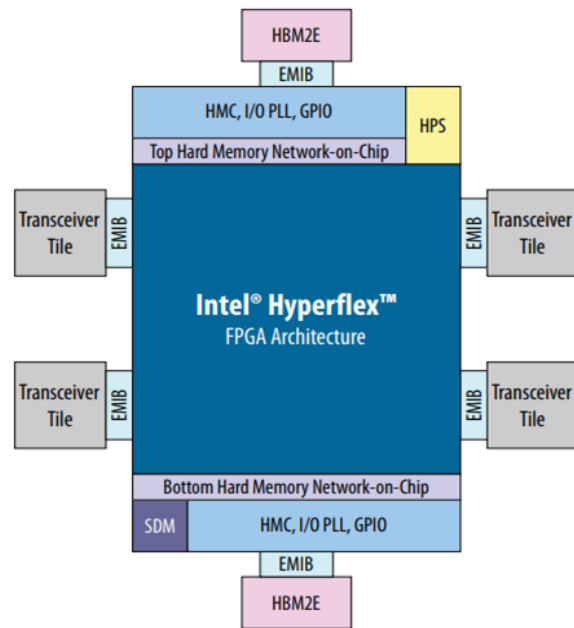 HBM2E
EMIB
HMC, I/O PLL, GPIO
HPS
Top Hard Memory Network-on-Chip
Transceiver
Tile
EMIB
EMIB
Transceiver
Tile
Intel® Hyperflex™
FPGA Architecture
Transceiver
Tile
EMIB
EMIB
Transceiver
Tile
Bottom Hard Memory Network-on-Chip
SDM
HMC, I/O PLL, GPIO
EMIB
HBM2E